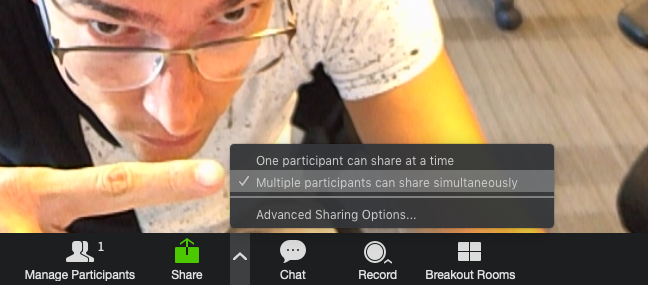 One participant can share at a time
✓ Multiple participants can share simultaneously
Advanced Sharing Options...
1
Manage Participants
Share
Chat
Record
Breakout Rooms